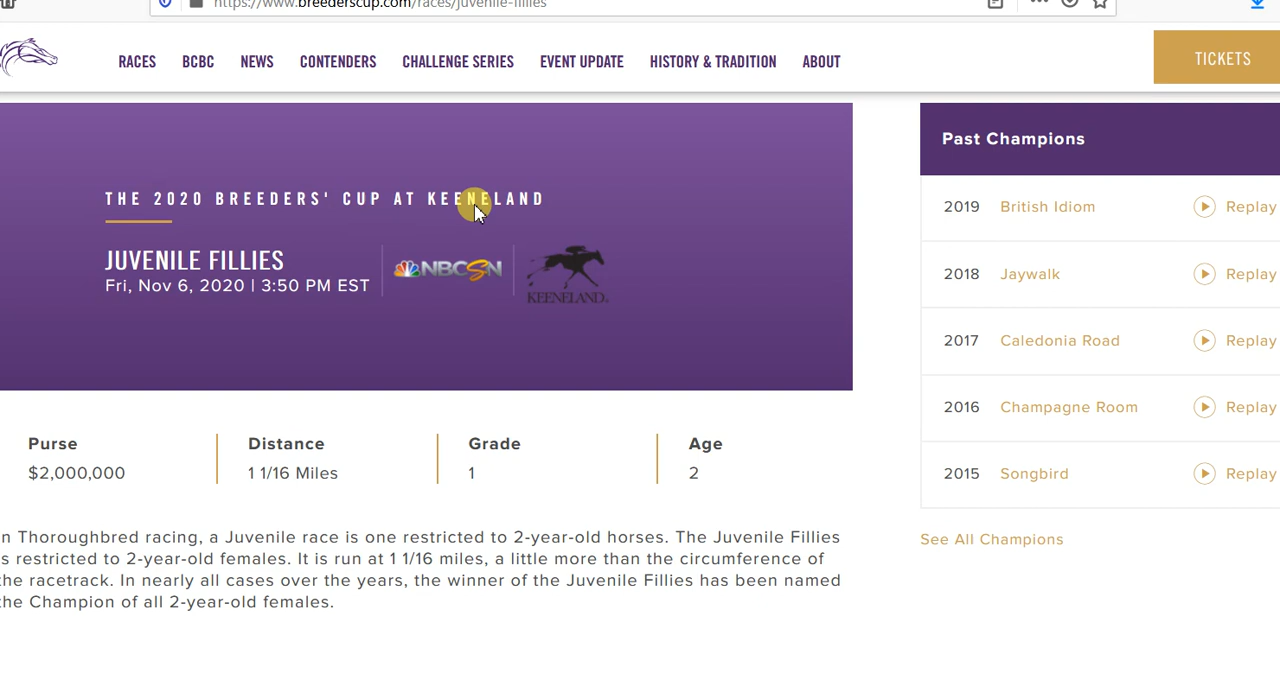 https://www.breederscup.com/races/juvenile-fillies
RACES BCBC NEWS CONTENDERS CHALLENGE SERIES EVENT UPDATE HISTORY & TRADITION ABOUT
TICKETS
THE 2020 BREEDERS' CUP AT KEENELAND
JUVENILE FILLIES
Fri, Nov 6, 2020 | 3:50 PM EST
NBCSN
KEENELAND
Purse
$2,000,000
Distance
1 1/16 Miles
Grade
1
Age
2
n Thoroughbred racing, a Juvenile race is one restricted to 2-year-old horses. The Juvenile Fillies
s restricted to 2-year-old females. It is run at 1 1/16 miles, a little more than the circumference of
the racetrack. In nearly all cases over the years, the winner of the Juvenile Fillies has been named
the Champion of all 2-year-old females.
Past Champions
2019 British Idiom Replay
2018 Jaywalk Replay
2017 Caledonia Road Replay
2016 Champagne Room Replay
2015 Songbird Replay
See All Champions